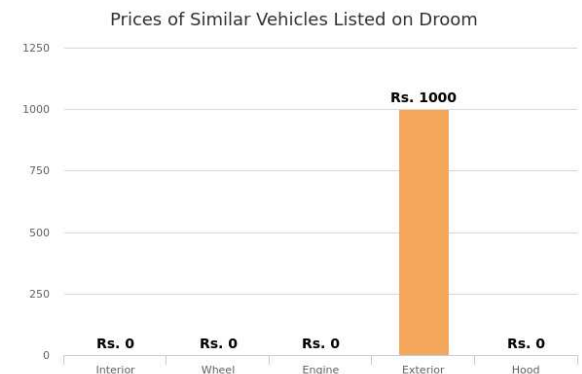 Prices of Similar Vehicles Listed on Droom
1250
1000
750
500
250
0
Rs. 0
Rs. 0
Rs. 0
Rs. 1000
Rs. 0
Interior
Wheel
Engine
Exterior
Hood